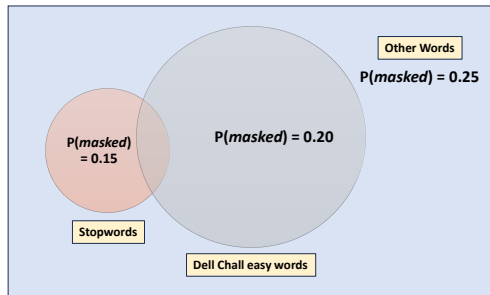 Other Words
P(masked) = 0.25
P(masked)
= 0.15
P(masked) = 0.20
Stopwords
Dell Chall easy words